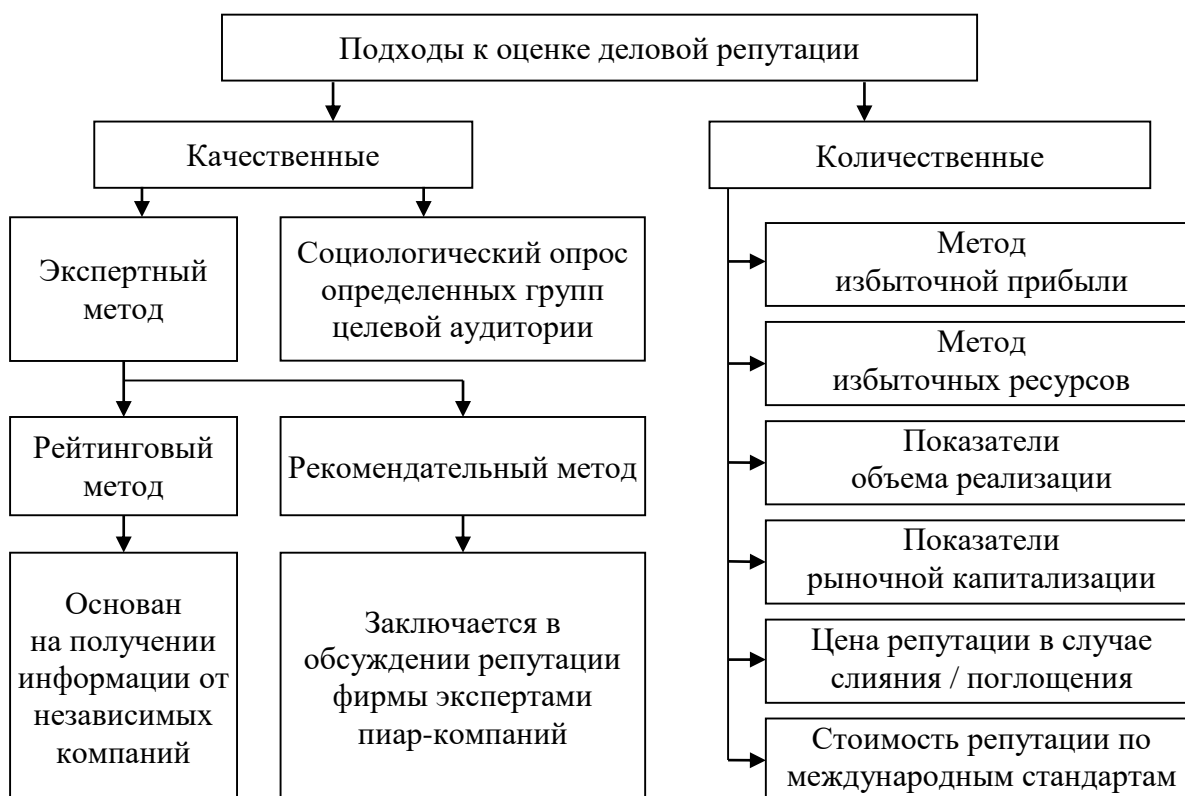 Подходы к оценке деловой репутации
Качественные
Количественные
Экспертный
метод
Социологический опрос
определенных групп
целевой аудитории
Рейтинговый
метод
Рекомендательный метод
Основан
на получении
информации от
независимых
компаний
Заключается в
обсуждении репутации
фирмы экспертами
пиар-компаний
Метод
избыточной прибыли
Метод
избыточных ресурсов
Показатели
объема реализации
Показатели
рыночной капитализации
Цена репутации в случае
слияния / поглощения
Стоимость репутации по
международным стандартам